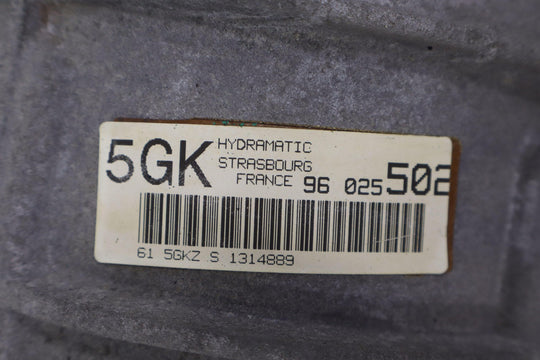 5GK HYDRAMATIC
STRASBOURG
FRANCE 96 025 502
61 5GKZ S 1314889